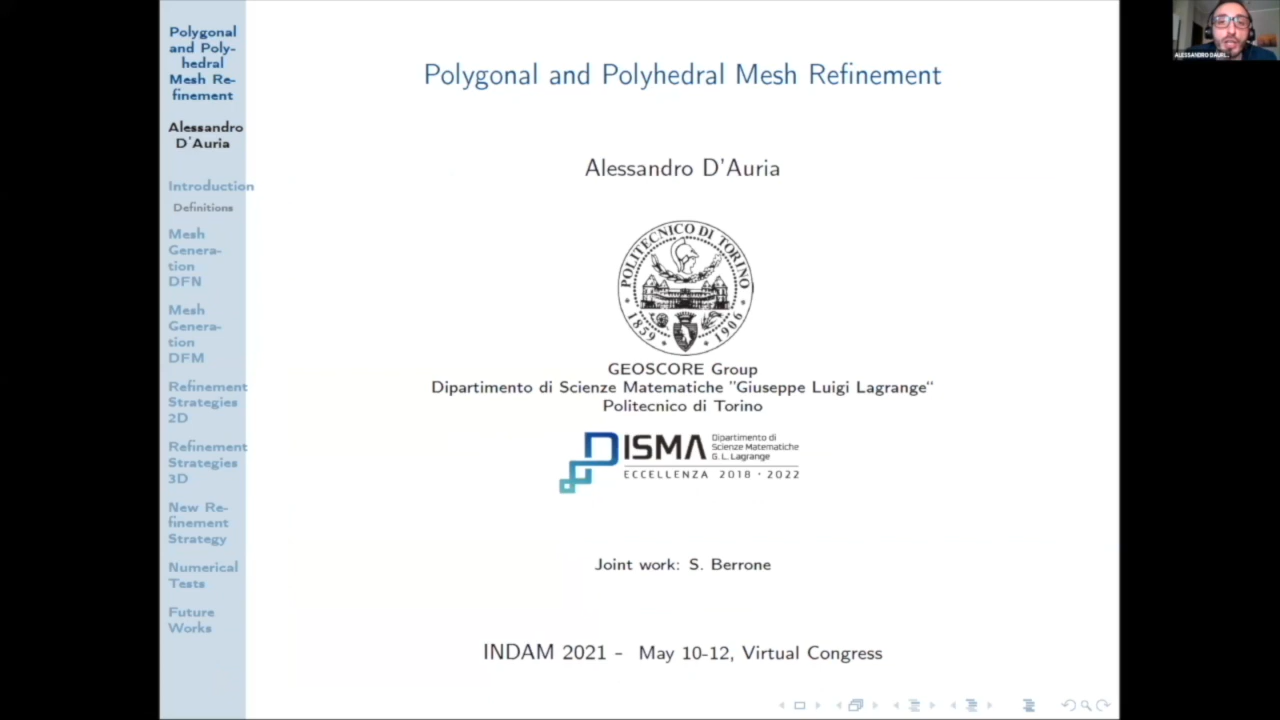 Polygonal
and Poly-
hedral
Mesh Re-
finement
Alessandro
D'Auria
Introduction
Definitions
Mesh
Genera-
tion
DFN
Mesh
Genera-
tion
DFM
Refinement
Strategies
2D
Refinement
Strategies
3D
New Re-
finement
Strategy
Numerical
Tests
Future
Works
Polygonal and Polyhedral Mesh Refinement
Alessandro D'Auria
POLITECNICO DI TORINO
1859 1906
GEOSCORE Group
Dipartimento di Scienze Matematiche "Giuseppe Luigi Lagrange"
Politecnico di Torino
DISMA
Dipartimento di
Scienze Matematiche
G. L. Lagrange
ECCELLENZA 2018 · 2022
Joint work: S. Berrone
INDAM 2021 - May 10-12, Virtual Congress